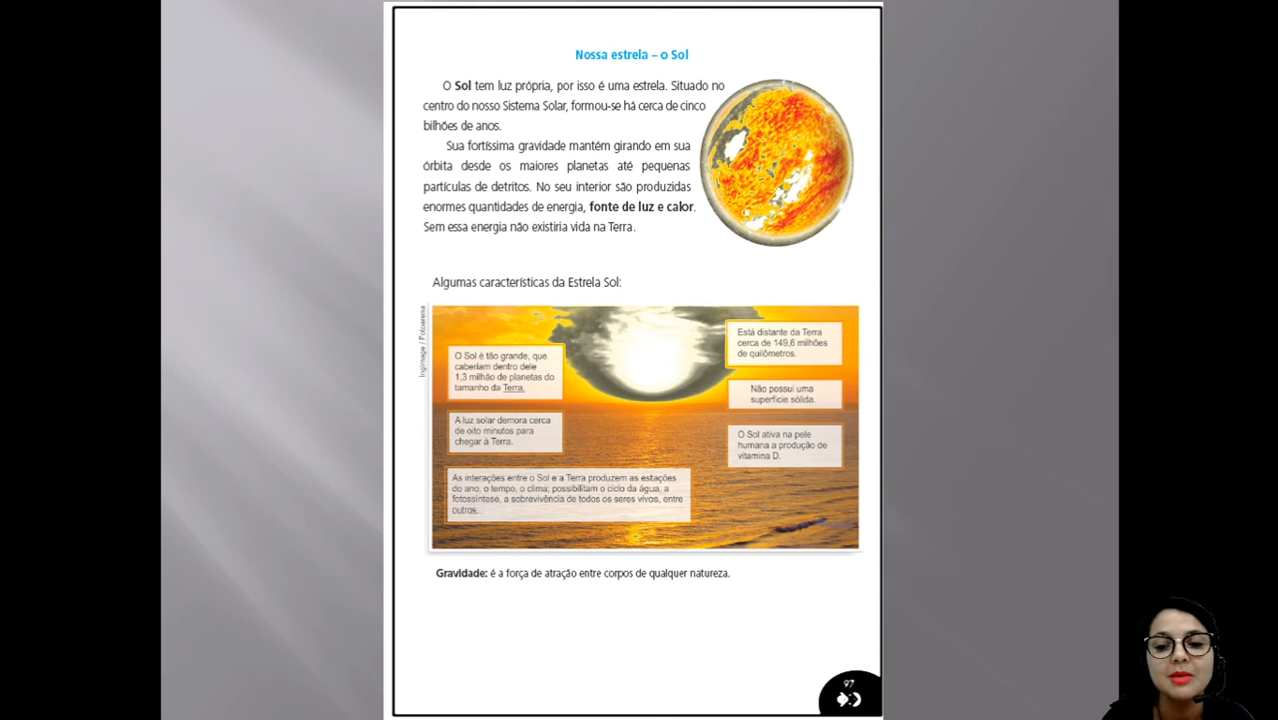 Nossa estrela – o Sol
O Sol tem luz própria, por isso é uma estrela. Situado no
centro do nosso Sistema Solar, formou-se há cerca de cinco
bilhões de anos.
Sua fortíssima gravidade mantém girando em sua
órbita desde os maiores planetas até pequenas
partículas de detritos. No seu interior são produzidas
enormes quantidades de energia, fonte de luz e calor.
Sem essa energia não existiria vida na Terra.
Algumas características da Estrela Sol:
Ingimage / Fotoarena
O Sol é tão grande, que
caberiam dentro dele
1,3 milhão de planetas do
tamanho da Terra.
A luz solar demora cerca
de oito minutos para
chegar à Terra.
As interações entre o Sol e a Terra produzem as estações
do ano, o tempo, o clima; possibilitam o ciclo da água, a
fotossíntese, a sobrevivência de todos os seres vivos, entre
outros...
Está distante da Terra
cerca de 149,6 milhões
de quilômetros.
Não possui uma
superfície sólida.
O Sol ativa na pele
humana a produção de
vitamina D.
Gravidade: é a força de atração entre corpos de qualquer natureza.
97